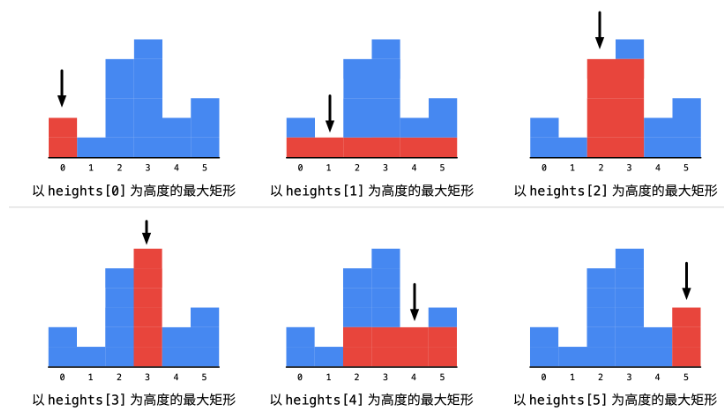 0 1 2 3 4 5
以 heights[0] 为高度的最大矩形
0 1 2 3 4 5
以 heights[1] 为高度的最大矩形
0 1 2 3 4 5
以 heights[2] 为高度的最大矩形
0 1 2 3 4 5
以 heights[3] 为高度的最大矩形
0 1 2 3 4 5
以 heights[4] 为高度的最大矩形
0 1 2 3 4 5
以 heights[5] 为高度的最大矩形